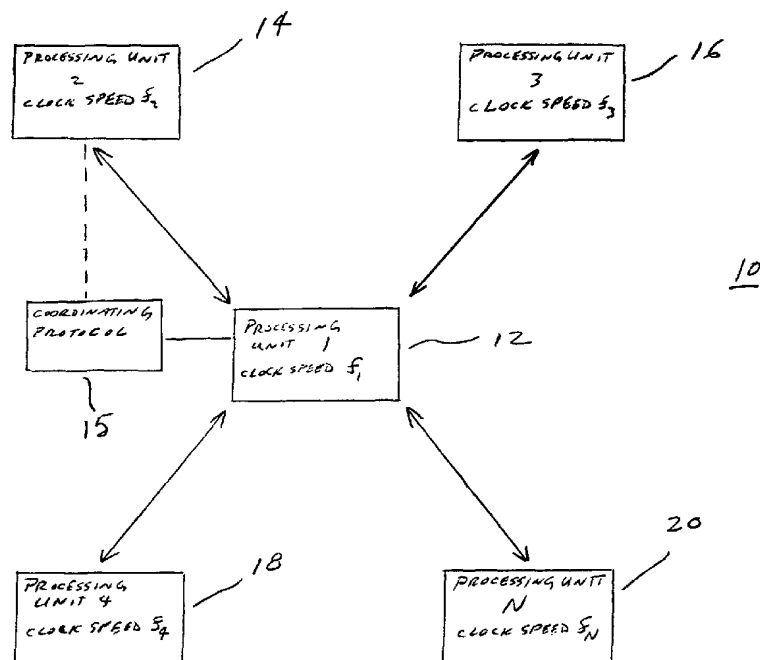 14
PROCESSING UNIT
2
CLOCK SPEED f₂
16
PROCESSING UNIT
3
CLOCK SPEED f₃
10
COORDINATING
PROTOCOL
15
PROCESSING
UNIT 1
CLOCK SPEED f₁
12
18
PROCESSING
UNIT 4
CLOCK SPEED f₄
20
PROCESSING UNIT
N
CLOCK SPEED f_N